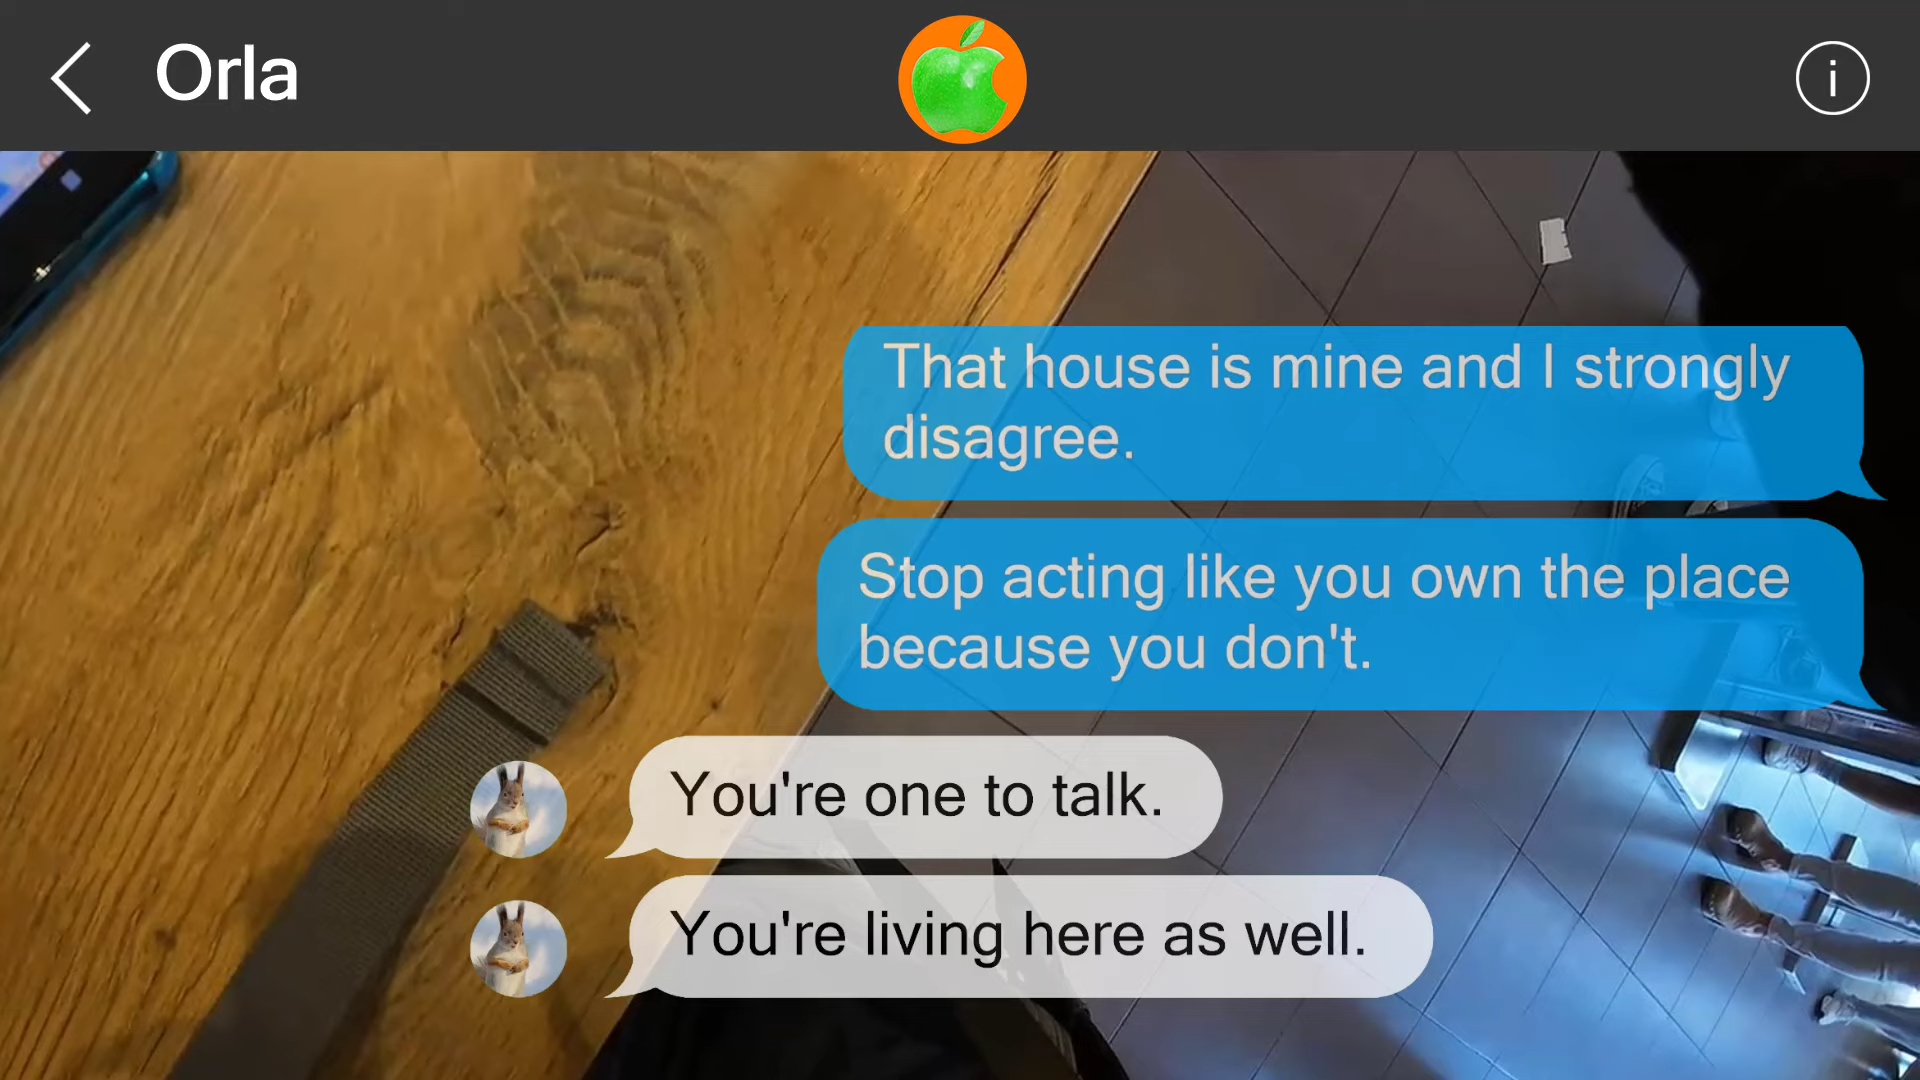 Orla
i
That house is mine and I strongly
disagree.
Stop acting like you own the place
because you don't.
You're one to talk.
You're living here as well.